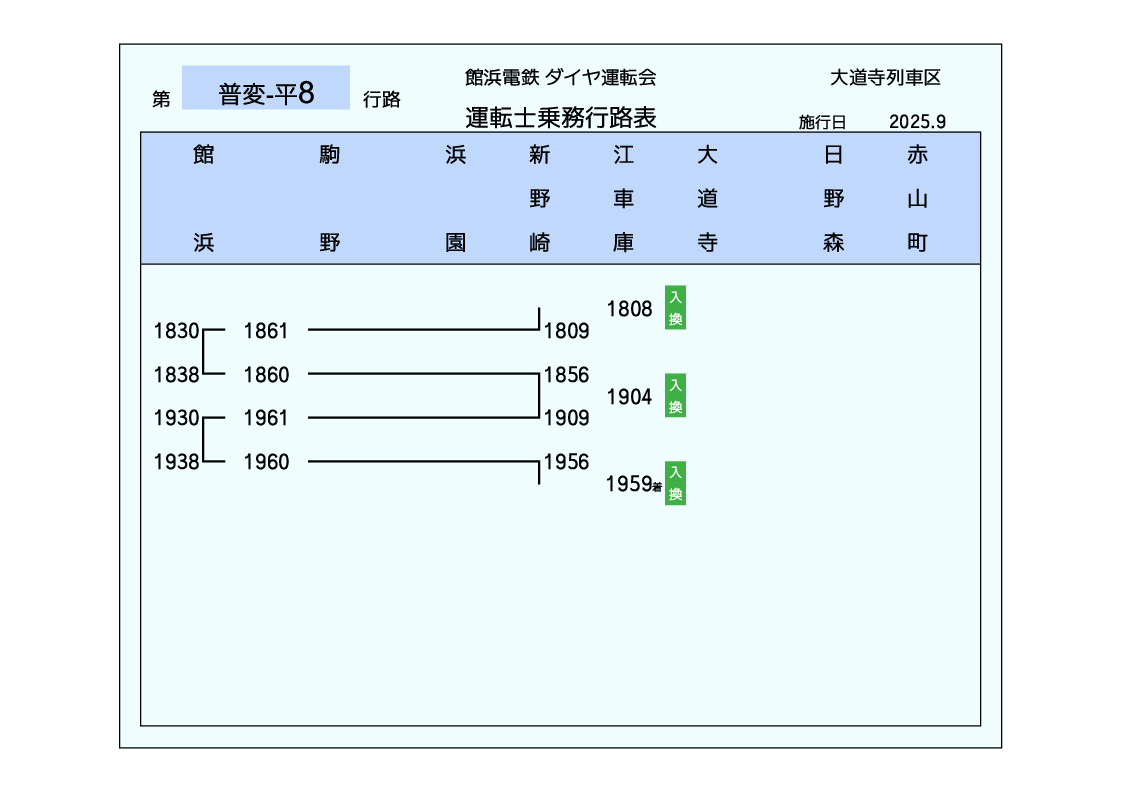 館浜電鉄 ダイヤ運転会 大道寺列車区
第 普変-平8 行路
運転士乗務行路表 施行日 2025.9
館浜 駒野 浜園 新野崎 江車庫 大道寺 日野森 赤山町
1808 入換
1830 1861 1809
1838 1860 1856
1904 入換
1930 1961 1909
1938 1960 1956
1959着 入換